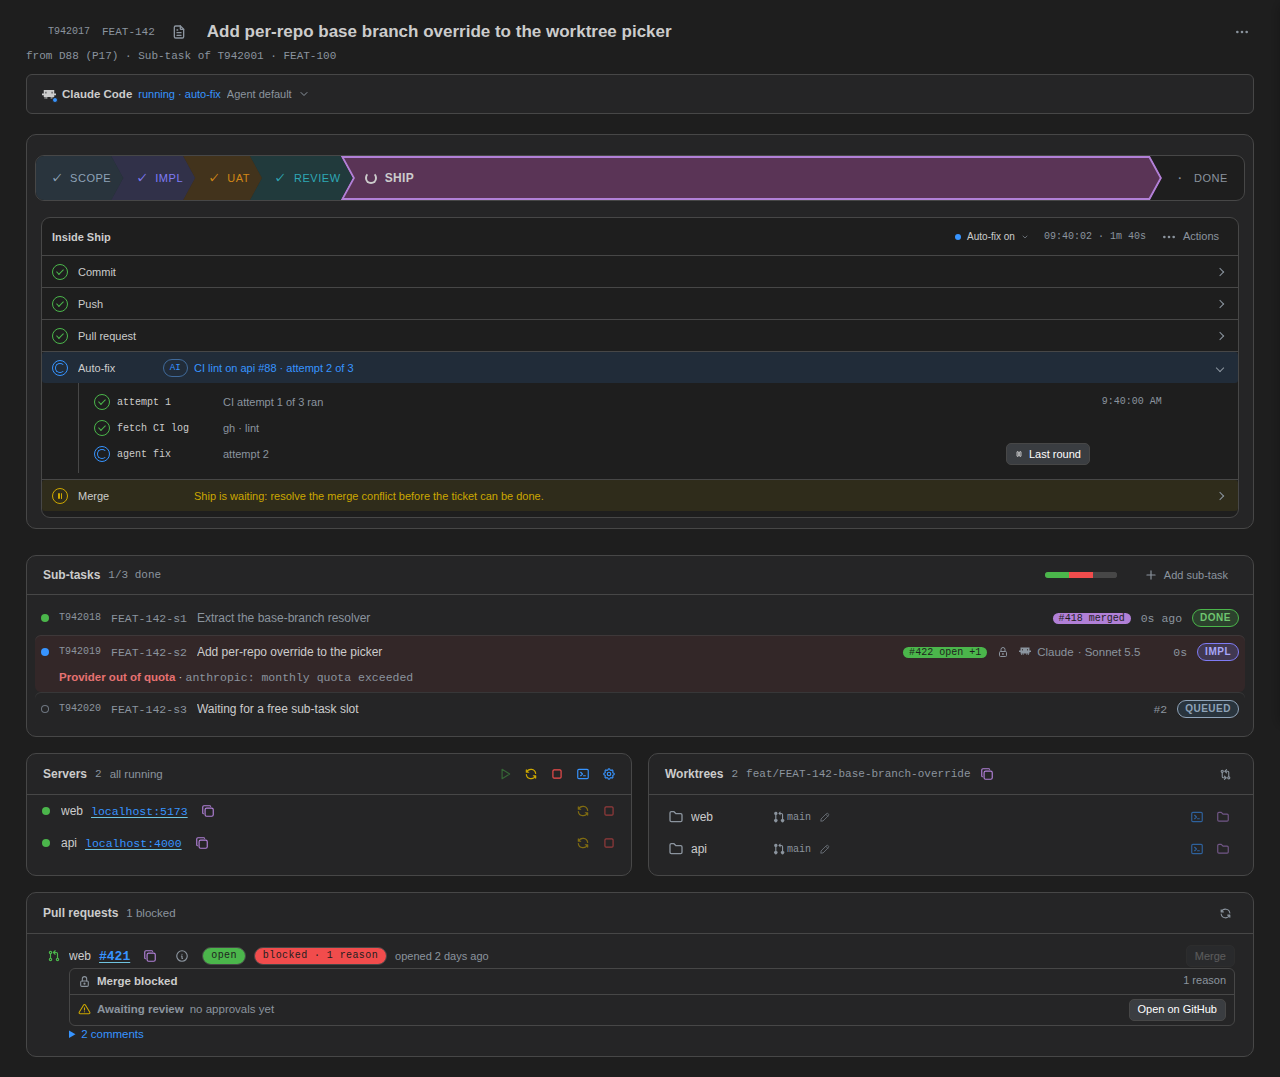 T942017 FEAT-142 Add per-repo base branch override to the worktree picker
from D88 (P17) · Sub-task of T942001 · FEAT-100
Claude Code running · auto-fix Agent default
SCOPE IMPL UAT REVIEW SHIP DONE
Inside Ship Auto-fix on 09:40:02 · 1m 40s Actions
Commit
Push
Pull request
Auto-fix AI CI lint on api #88 · attempt 2 of 3
attempt 1 CI attempt 1 of 3 ran 9:40:00 AM
fetch CI log gh · lint
agent fix attempt 2 Last round
Merge Ship is waiting: resolve the merge conflict before the ticket can be done.
Sub-tasks 1/3 done Add sub-task
T942018 FEAT-142-s1 Extract the base-branch resolver #418 merged 0s ago DONE
T942019 FEAT-142-s2 Add per-repo override to the picker #422 open +1 Claude · Sonnet 5.5 0s IMPL
Provider out of quota · anthropic: monthly quota exceeded
T942020 FEAT-142-s3 Waiting for a free sub-task slot #2 QUEUED
Servers 2 all running
web localhost:5173
api localhost:4000
Worktrees 2 feat/FEAT-142-base-branch-override
web main
api main
Pull requests 1 blocked
web #421 open blocked · 1 reason opened 2 days ago Merge
Merge blocked 1 reason
Awaiting review no approvals yet Open on GitHub
2 comments